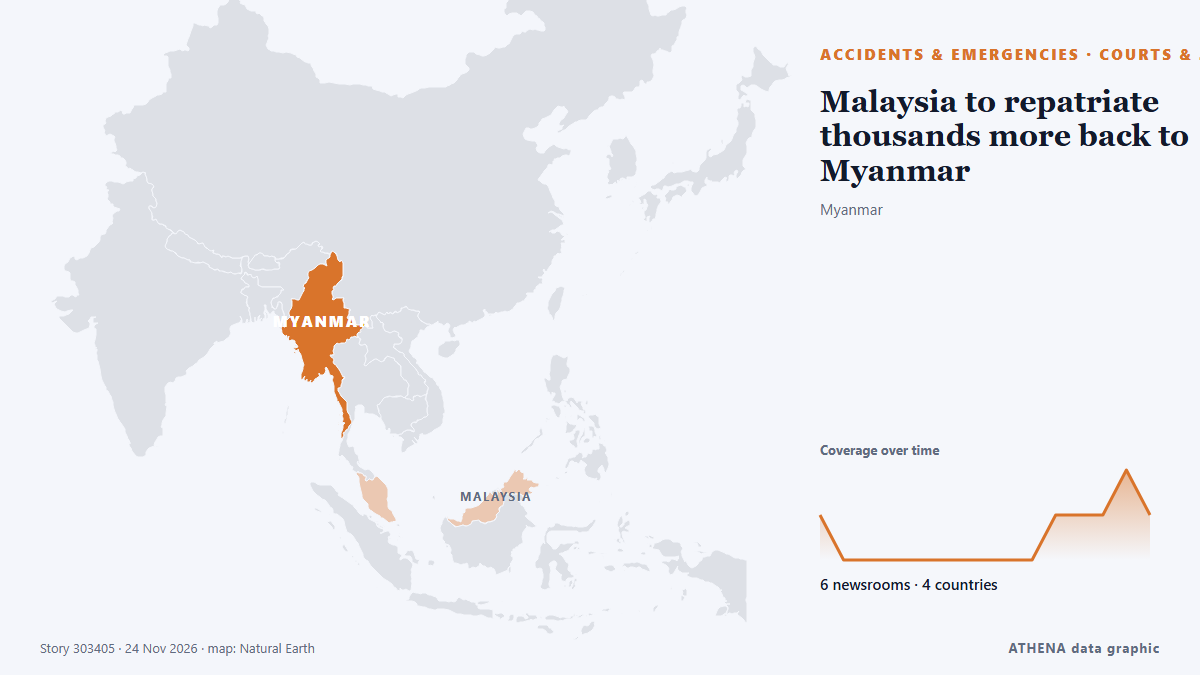 ACCIDENTS & EMERGENCIES · COURTS &
Malaysia to repatriate
thousands more back to
Myanmar
Myanmar
MYANMAR
MALAYSIA
Coverage over time
6 newsrooms · 4 countries
Story 303405 · 24 Nov 2026 · map: Natural Earth
ATHENA data graphic